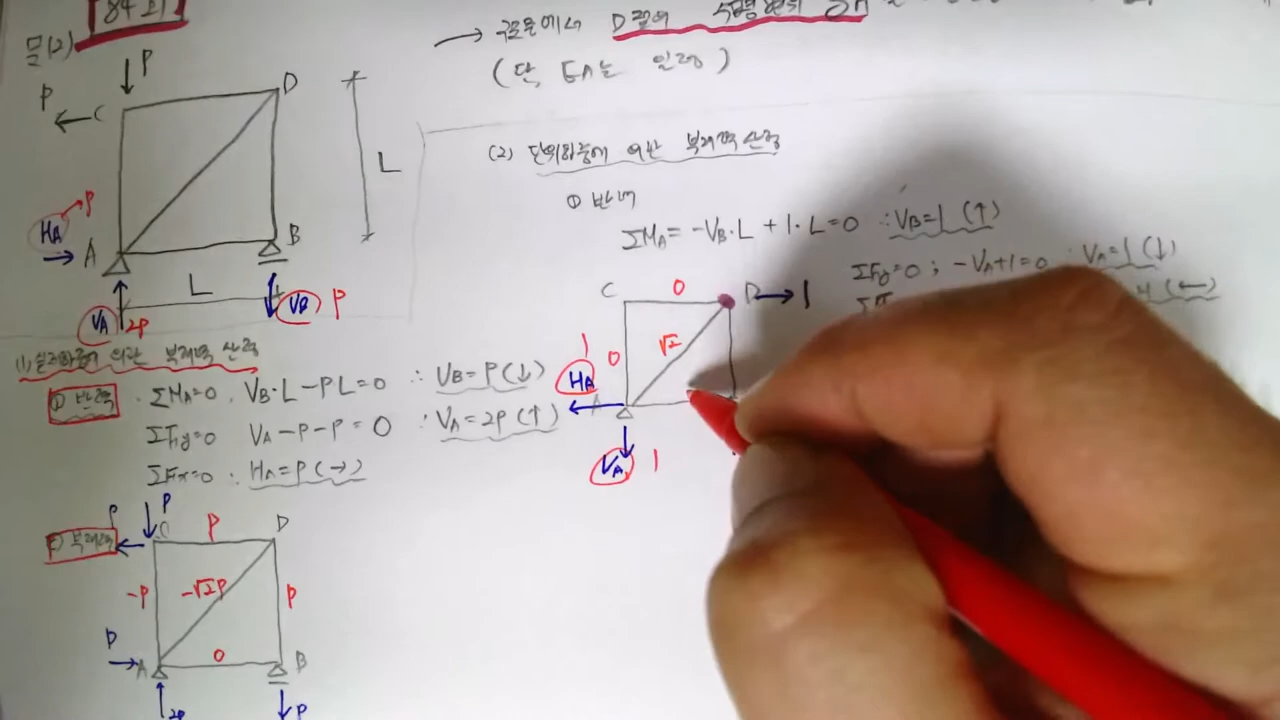 84회
문(2)
→ 구조물에서 D점의 수평변위
(단 EA는 일정)
P
P
C
D
L
HA P
A
B
L
VA 2P
VB P
(1) 실제하중에 의한 부재력 산정
① 반력
ΣMA=0, VB·L-PL=0 ∴VB=P(↓)
ΣFy=0 VA-P-P=0 ∴VA=2P(↑)
ΣFx=0 ∴HA=P(→)
② 부재력
P
P
C
P
D
-P
-√2P
P
P
A
0
B
2P
P
(2) 단위하중에 의한 부재력 산정
① 반력
ΣMA=-VB·L+1·L=0 ∴VB=1(↑)
ΣFy=0; -VA+1=0 ∴VA=1(↓)
(←)
C
0
D
1
1
0
√2
HA
A
VA 1